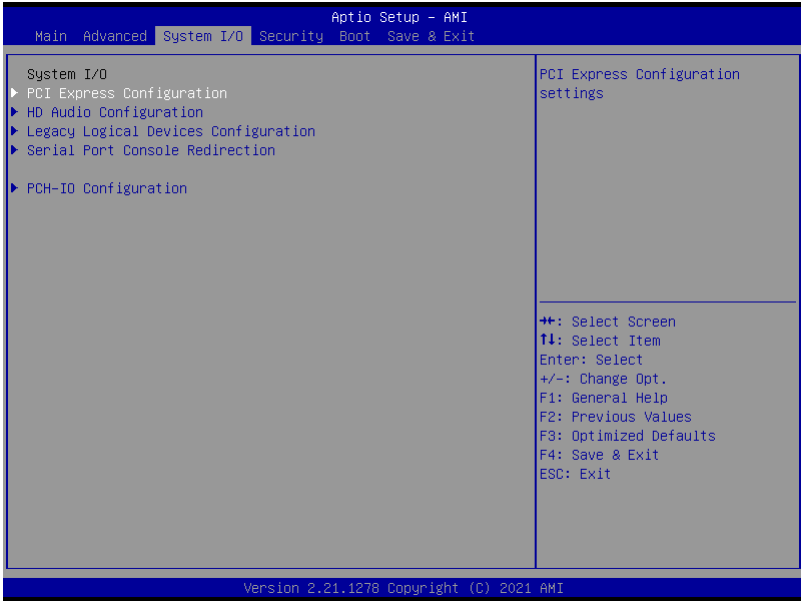 Aptio Setup – AMI
Main Advanced System I/O Security Boot Save & Exit
System I/O
▶ PCI Express Configuration
▶ HD Audio Configuration
▶ Legacy Logical Devices Configuration
▶ Serial Port Console Redirection
▶ PCH-IO Configuration
PCI Express Configuration
settings
→←: Select Screen
↑↓: Select Item
Enter: Select
+/-: Change Opt.
F1: General Help
F2: Previous Values
F3: Optimized Defaults
F4: Save & Exit
ESC: Exit
Version 2.21.1278 Copyright (C) 2021 AMI